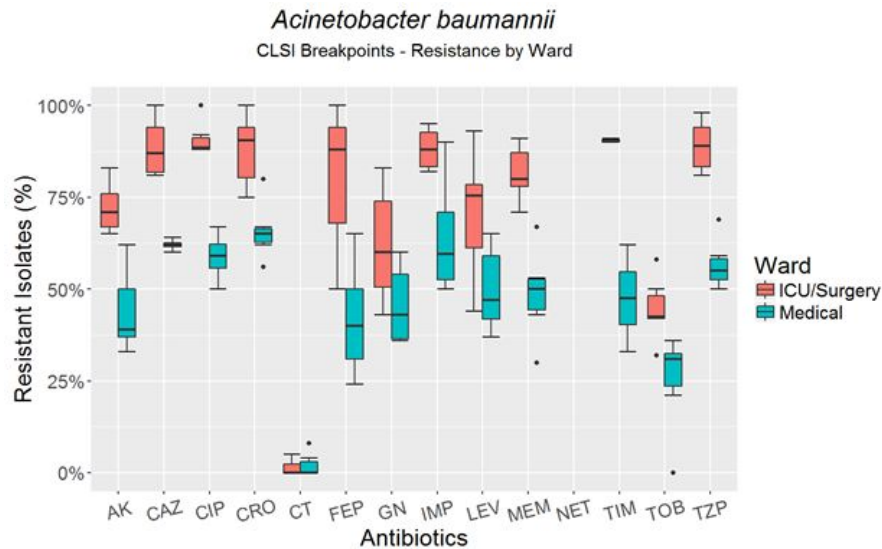 Acinetobacter baumannii
CLSI Breakpoints - Resistance by Ward
Resistant Isolates (%)
100%
75%
50%
25%
0%
AK CAZ CIP CRO CT FEP GN IMP LEV MEM NET TIM TOB TZP
Antibiotics
Ward
ICU/Surgery
Medical